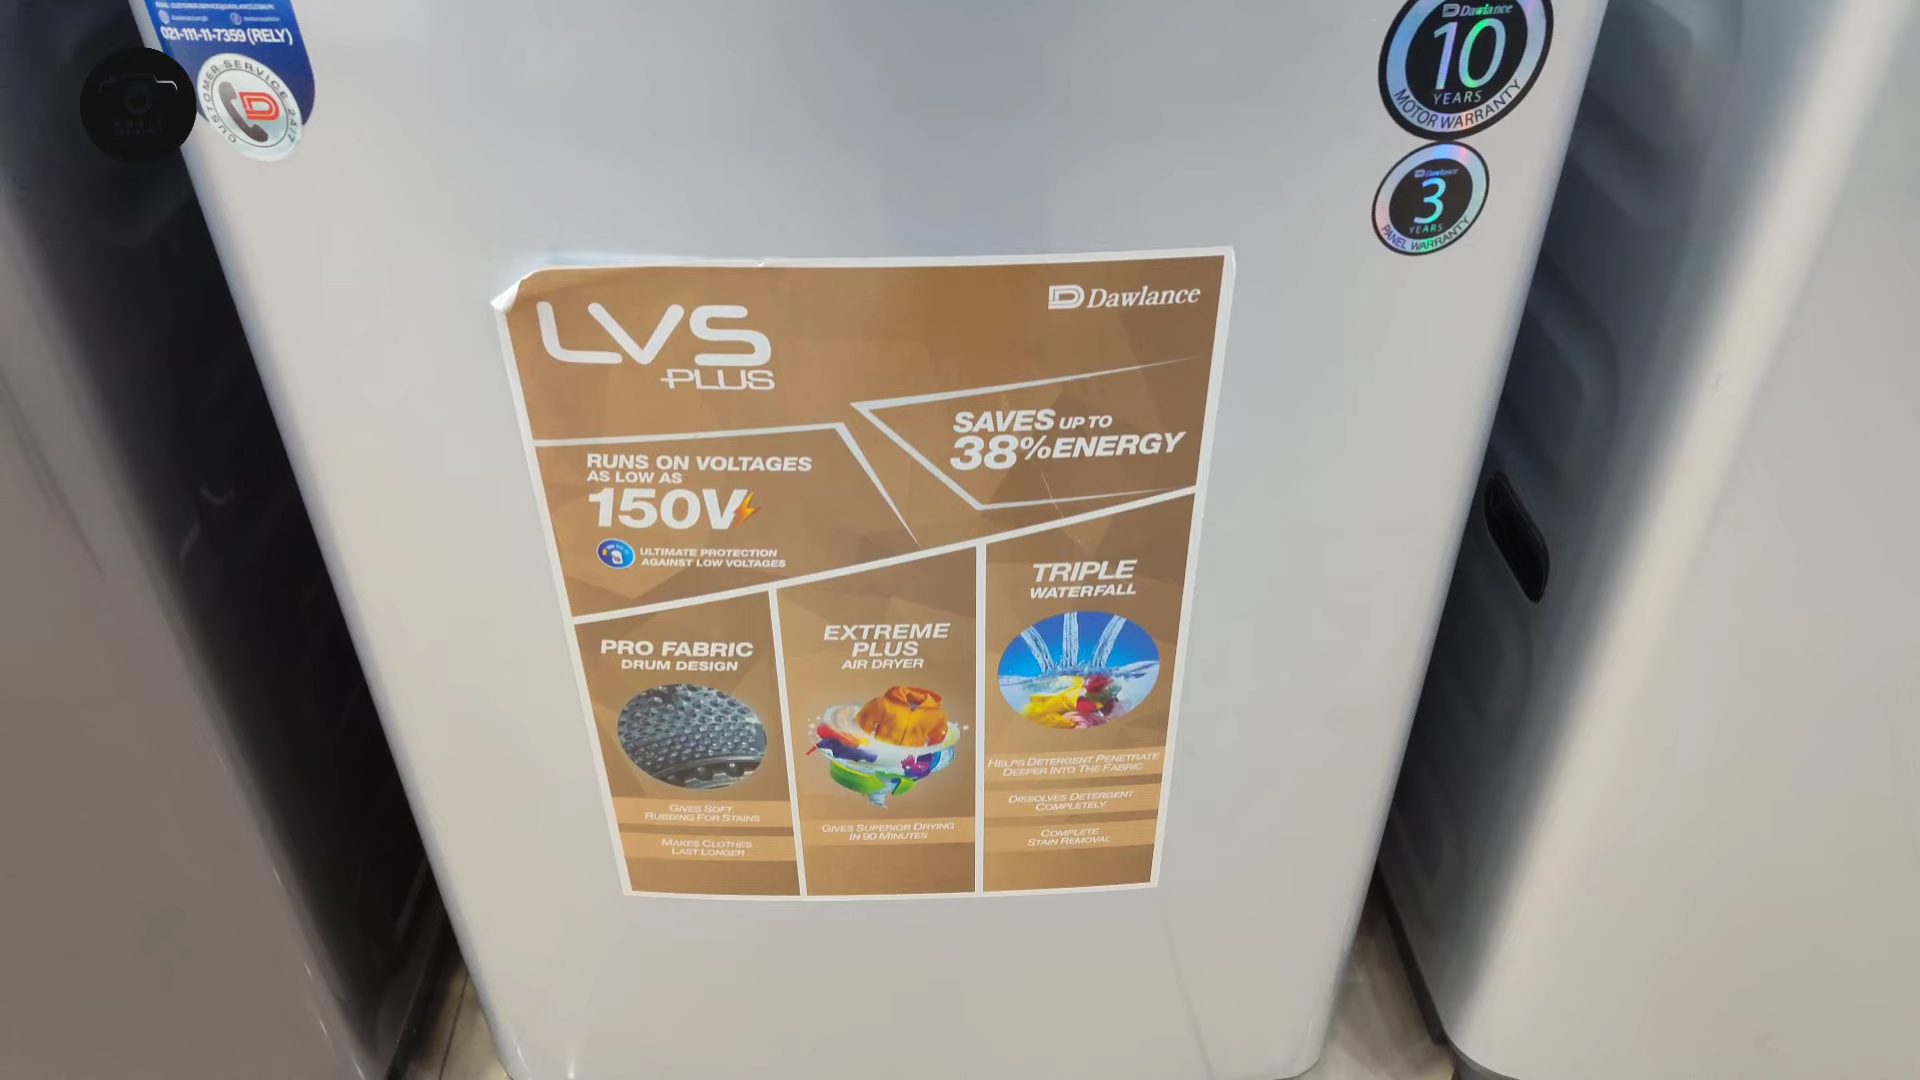 021-111-11-7359 (RELY)
CUSTOMER SERVICE 24/7
Dawlance
10
YEARS
MOTOR WARRANTY
Dawlance
3
YEARS
PANEL WARRANTY
LVS
PLUS
Dawlance
SAVES UP TO
38% ENERGY
RUNS ON VOLTAGES
AS LOW AS
150V
ULTIMATE PROTECTION
AGAINST LOW VOLTAGES
PRO FABRIC
DRUM DESIGN
GIVES SOFT
RUBBING FOR STAINS
MAKES CLOTHES
LAST LONGER
EXTREME
PLUS
AIR DRYER
GIVES SUPERIOR DRYING
IN 90 MINUTES
TRIPLE
WATERFALL
HELPS DETERGENT PENETRATE
DEEPER INTO THE FABRIC
DISSOLVES DETERGENT
COMPLETELY
COMPLETE
STAIN REMOVAL